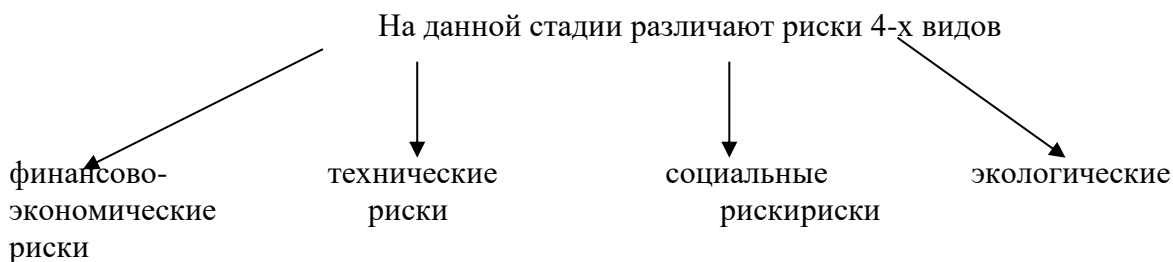 На данной стадии различают риски 4-х видов
финансово- технические социальные экологические
экономические риски рискириски
риски